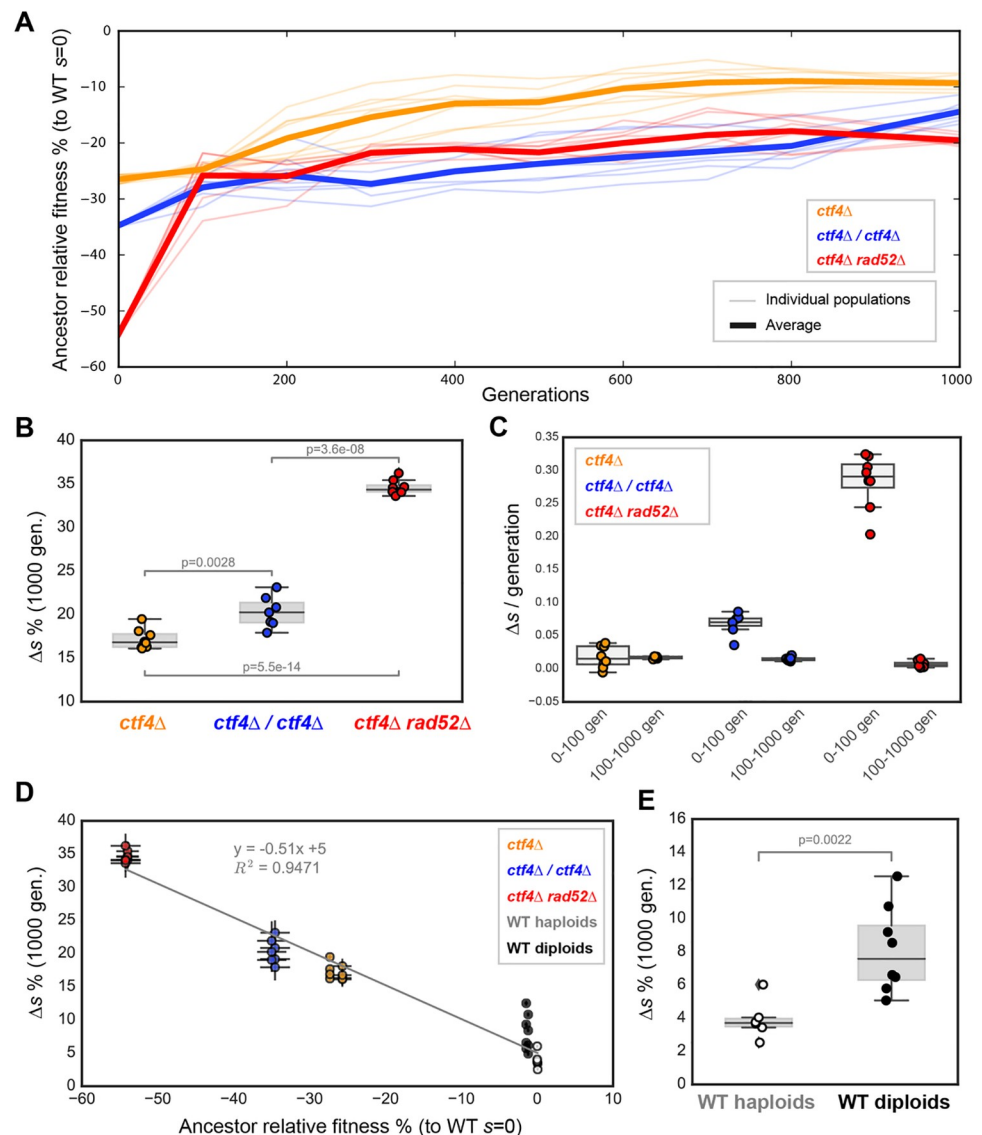 A
Ancestor relative fitness % (to WT s=0)
0
−10
−20
−30
−40
−50
−60
ctf4Δ
ctf4Δ / ctf4Δ
ctf4Δ rad52Δ
Individual populations
Average
0
200
400
600
800
1000
Generations
B
Δs % (1000 gen.)
40
35
30
25
20
15
10
p=3.6e-08
p=0.0028
p=5.5e-14
ctf4Δ
ctf4Δ / ctf4Δ
ctf4Δ rad52Δ
C
Δs / generation
0.35
0.30
0.25
0.20
0.15
0.10
0.05
0.00
−0.05
ctf4Δ
ctf4Δ / ctf4Δ
ctf4Δ rad52Δ
0-100 gen
100-1000 gen
0-100 gen
100-1000 gen
0-100 gen
100-1000 gen
D
Δs % (1000 gen.)
40
35
30
25
20
15
10
5
0
y = -0.51x +5
R² = 0.9471
ctf4Δ
ctf4Δ / ctf4Δ
ctf4Δ rad52Δ
WT haploids
WT diploids
−60
−50
−40
−30
−20
−10
0
10
Ancestor relative fitness % (to WT s=0)
E
Δs % (1000 gen.)
16
14
12
10
8
6
4
2
0
p=0.0022
WT haploids
WT diploids